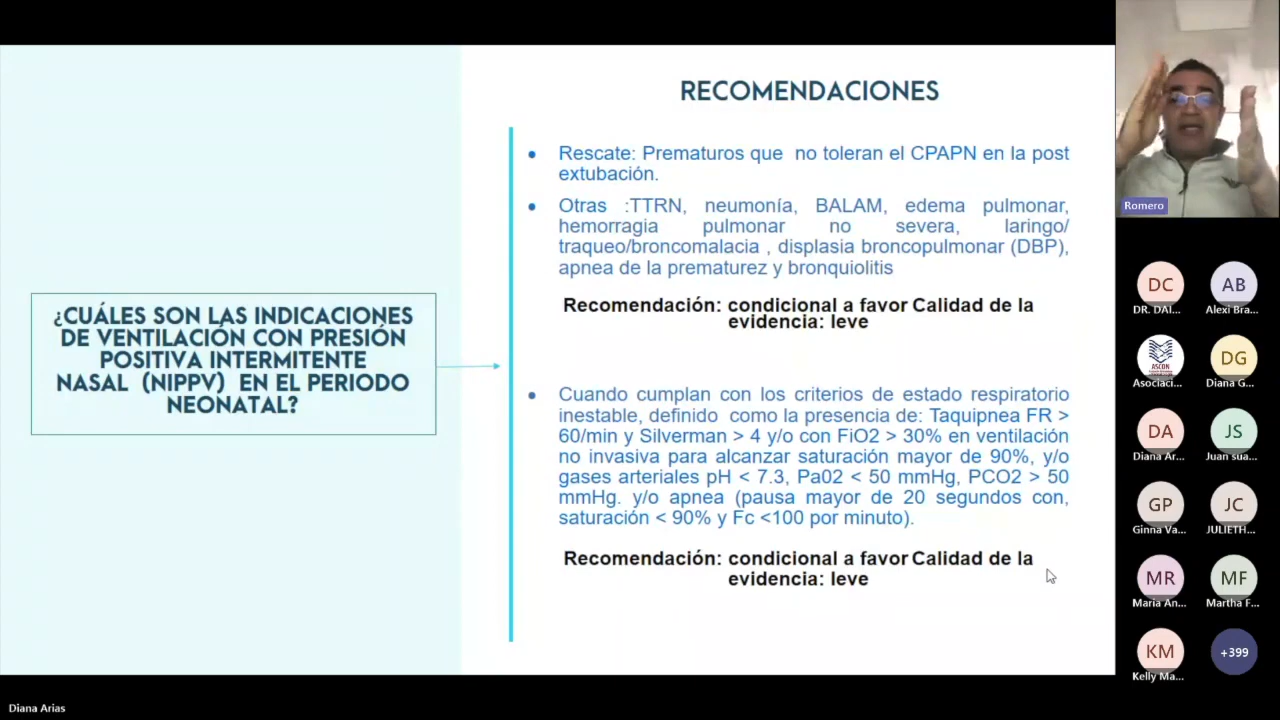 RECOMENDACIONES
Rescate: Prematuros que no toleran el CPAPN en la post
extubación.
Otras :TTRN, neumonía, BALAM, edema pulmonar,
hemorragia pulmonar no severa, laringo/
traqueo/broncomalacia , displasia broncopulmonar (DBP),
apnea de la prematurez y bronquiolitis
Recomendación: condicional a favor Calidad de la
evidencia: leve
¿CUÁLES SON LAS INDICACIONES
DE VENTILACIÓN CON PRESIÓN
POSITIVA INTERMITENTE
NASAL (NIPPV) EN EL PERIODO
NEONATAL?
Cuando cumplan con los criterios de estado respiratorio
inestable, definido como la presencia de: Taquipnea FR >
60/min y Silverman > 4 y/o con FiO2 > 30% en ventilación
no invasiva para alcanzar saturación mayor de 90%, y/o
gases arteriales pH < 7.3, Pa02 < 50 mmHg, PCO2 > 50
mmHg. y/o apnea (pausa mayor de 20 segundos con,
saturación < 90% y Fc <100 por minuto).
Recomendación: condicional a favor Calidad de la
evidencia: leve
Romero
DC
DR. DAI...
AB
Alexi Bra...
ASCON
Asociaci...
DG
Diana G...
DA
Diana Ar...
JS
Juan sua...
GP
Ginna Va...
JC
JULIETH...
MR
Maria An...
MF
Martha F...
KM
Kelly Ma...
+399
Diana Arias